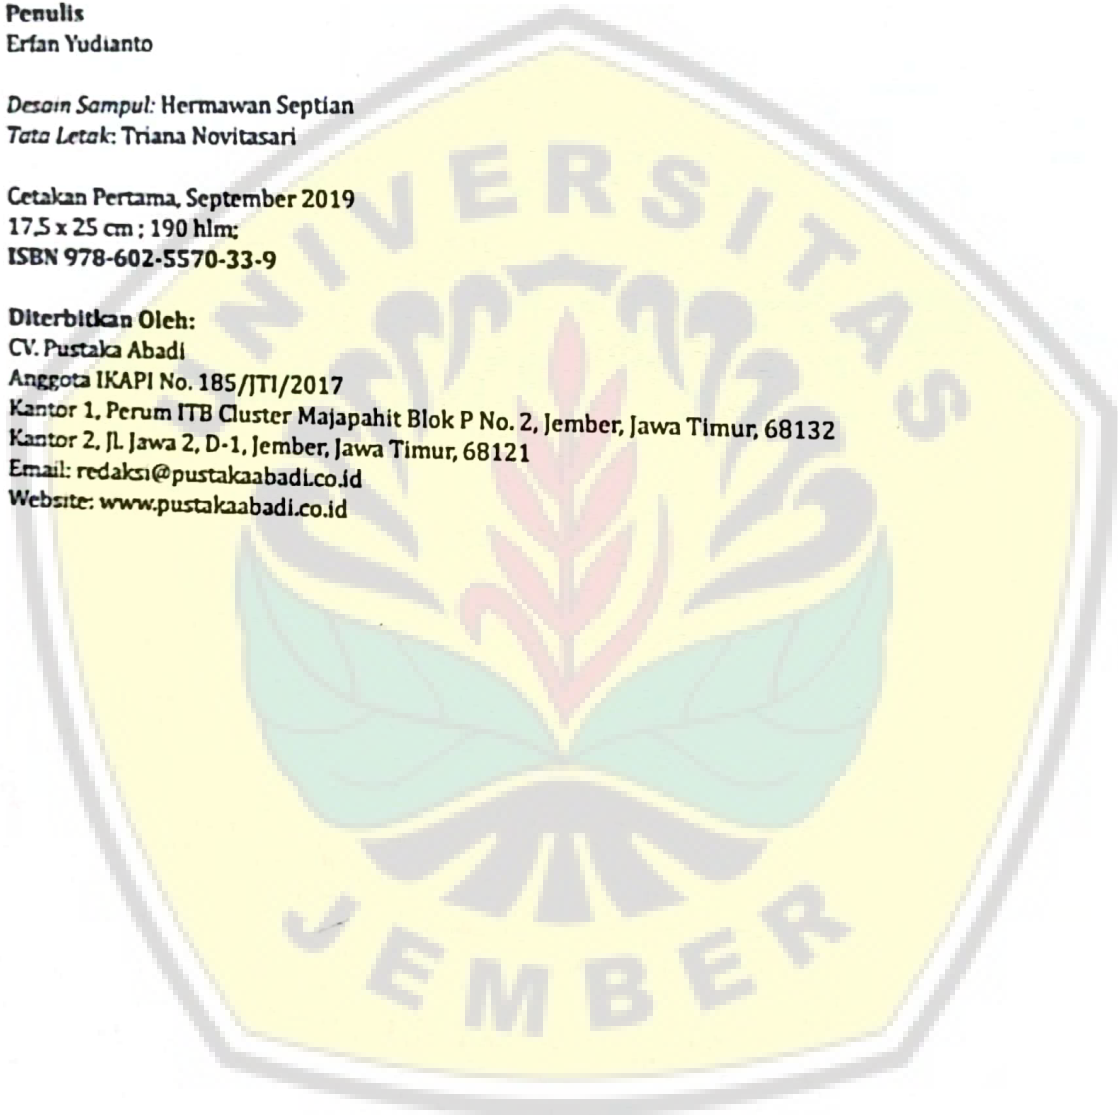 Penulis
Erfan Yudianto
Desain Sampul: Hermawan Septian
Tata Letak: Triana Novitasari
Cetakan Pertama, September 2019
17,5 x 25 cm ; 190 hlm;
ISBN 978-602-5570-33-9
Diterbitkan Oleh:
CV. Pustaka Abadi
Anggota IKAPI No. 185/JTI/2017
Kantor 1, Perum ITB Cluster Majapahit Blok P No. 2, Jember, Jawa Timur, 68132
Kantor 2, Jl. Jawa 2, D-1, Jember, Jawa Timur, 68121
Email: redaksi@pustakaabadi.co.id
Website: www.pustakaabadi.co.id
UNIVERSITAS
JEMBER